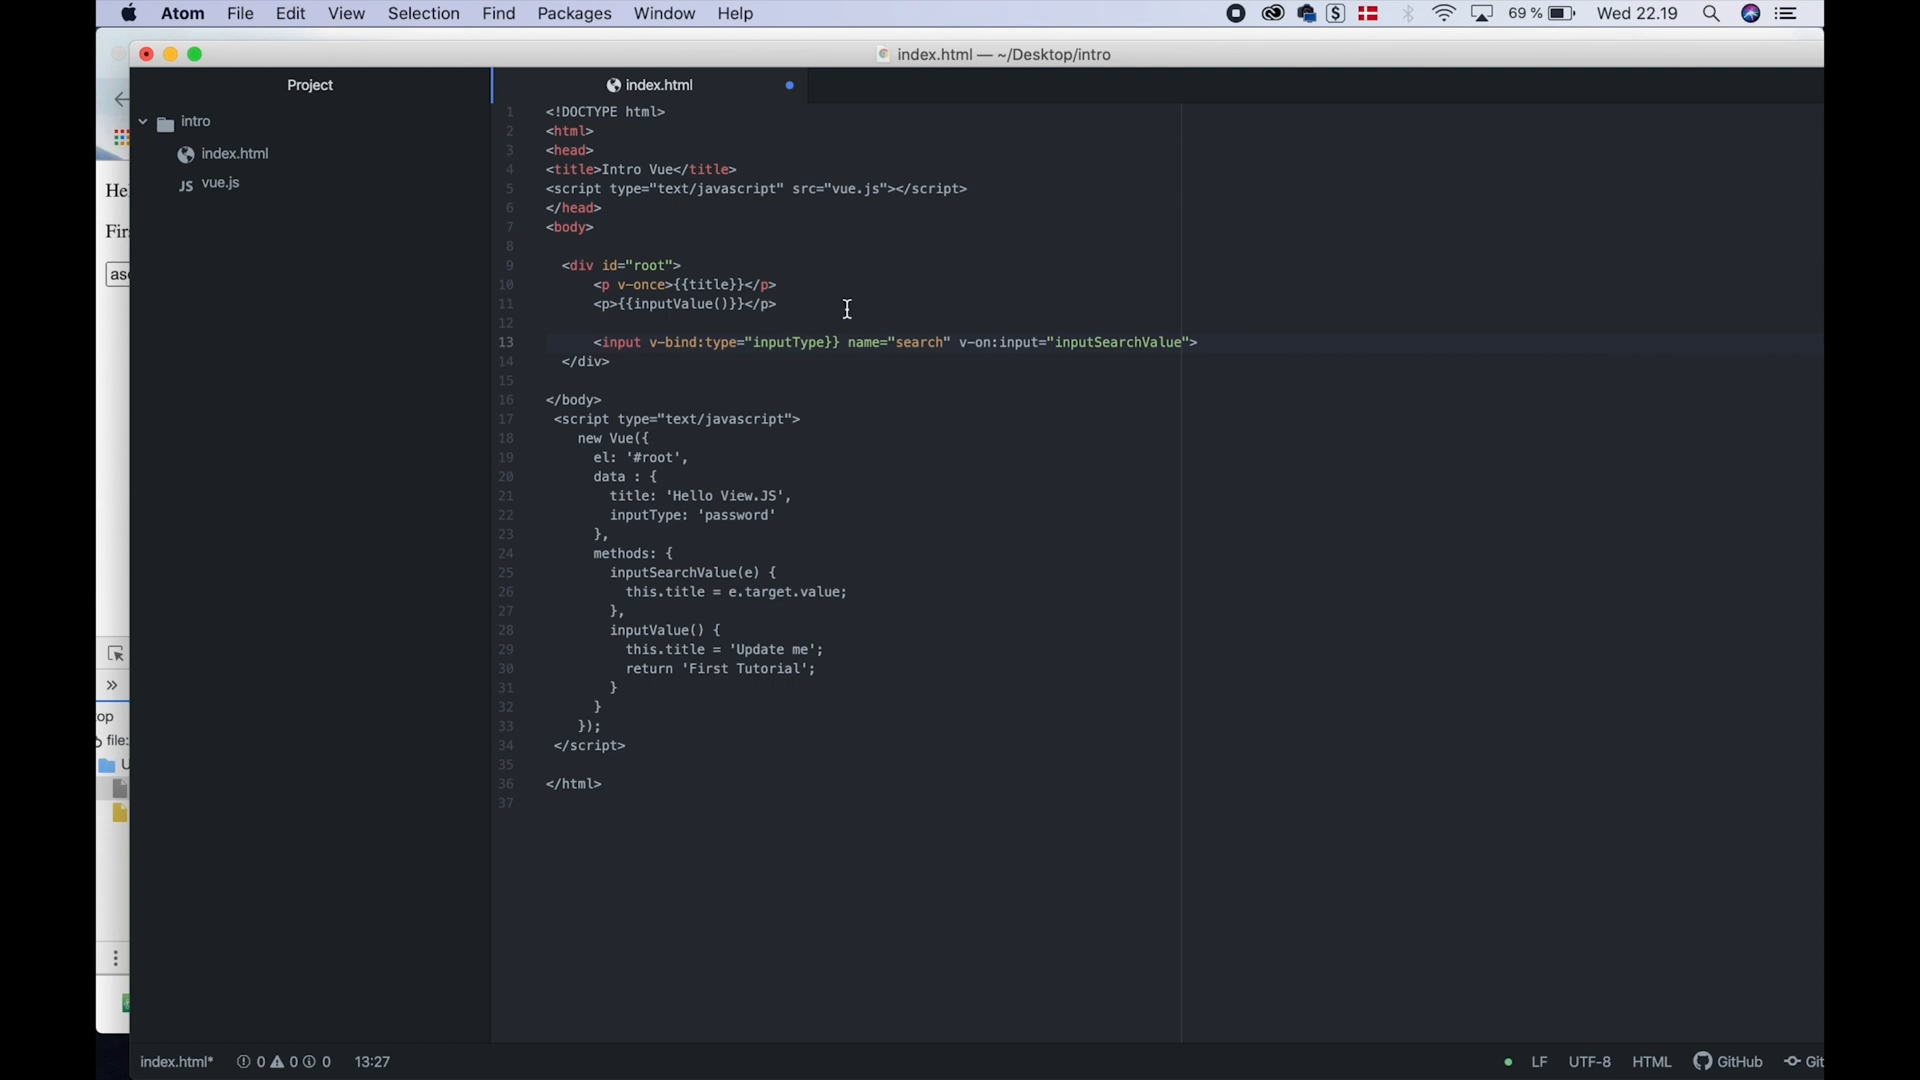 Atom File Edit View Selection Find Packages Window Help 69 % Wed 22.19
index.html — ~/Desktop/intro
Project
index.html
intro
index.html
JS vue.js
1 <!DOCTYPE html>
2 <html>
3 <head>
4 <title>Intro Vue</title>
5 <script type="text/javascript" src="vue.js"></script>
6 </head>
7 <body>
8
9 <div id="root">
10 <p v-once>{{title}}</p>
11 <p>{{inputValue()}}</p>
12
13 <input v-bind:type="inputType}} name="search" v-on:input="inputSearchValue">
14 </div>
15
16 </body>
17 <script type="text/javascript">
18 new Vue({
19 el: '#root',
20 data : {
21 title: 'Hello View.JS',
22 inputType: 'password'
23 },
24 methods: {
25 inputSearchValue(e) {
26 this.title = e.target.value;
27 },
28 inputValue() {
29 this.title = 'Update me';
30 return 'First Tutorial';
31 }
32 }
33 });
34 </script>
35
36 </html>
37
file:
index.html* 0 0 0 13:27 LF UTF-8 HTML GitHub Git